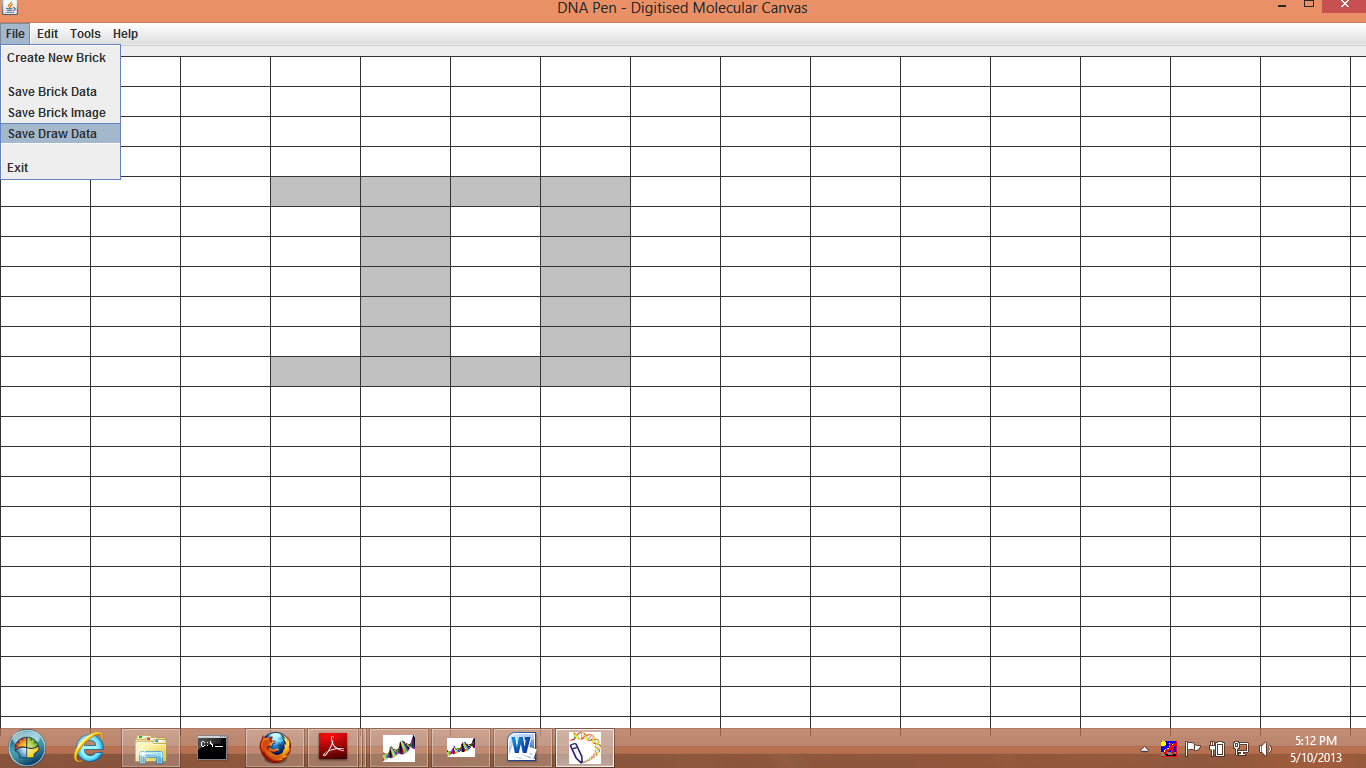 DNA Pen - Digitised Molecular Canvas
File Edit Tools Help
Create New Brick
Save Brick Data
Save Brick Image
Save Draw Data
Exit
C:\_
5:12 PM
5/10/2013